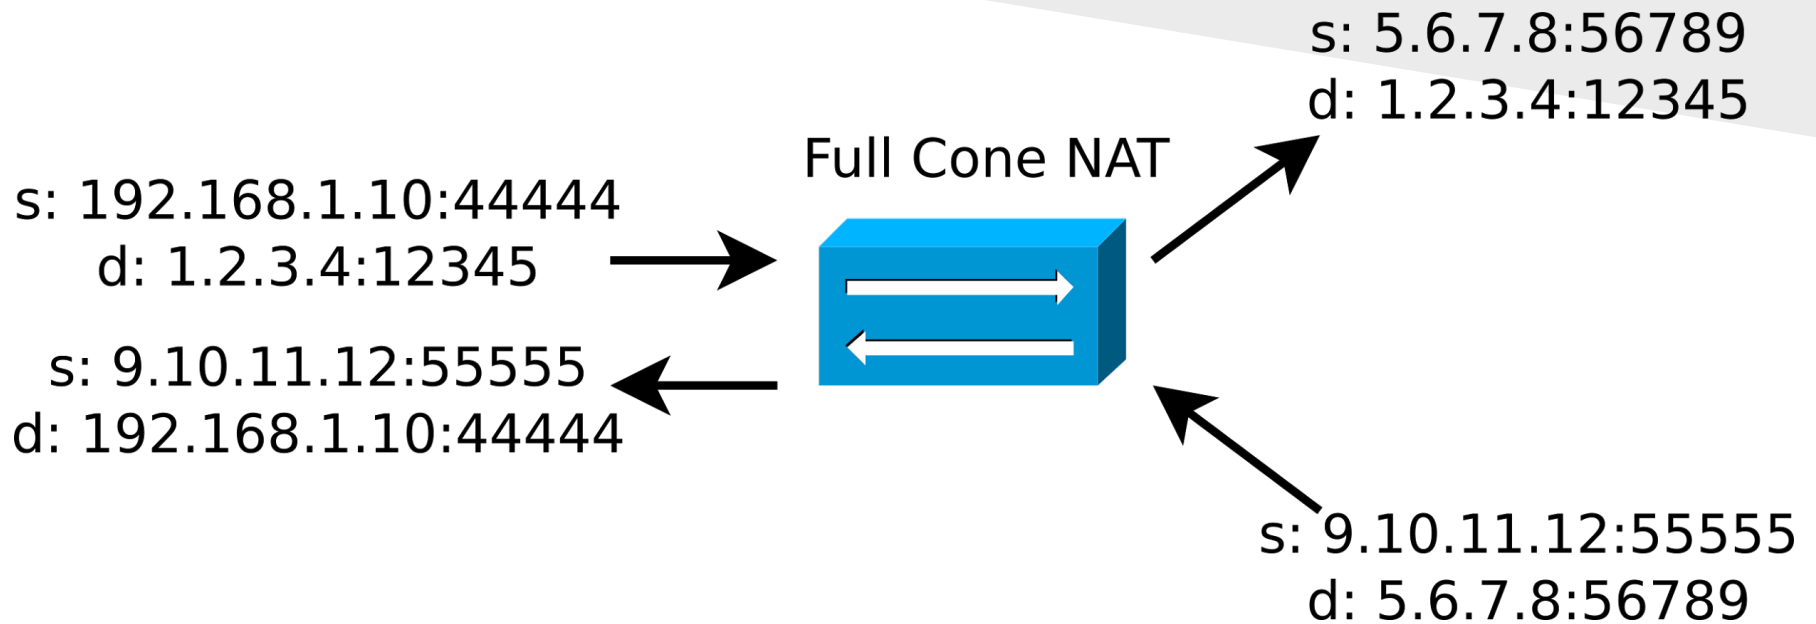 Full Cone NAT
s: 192.168.1.10:44444
d: 1.2.3.4:12345
s: 5.6.7.8:56789
d: 1.2.3.4:12345
s: 9.10.11.12:55555
d: 192.168.1.10:44444
s: 9.10.11.12:55555
d: 5.6.7.8:56789